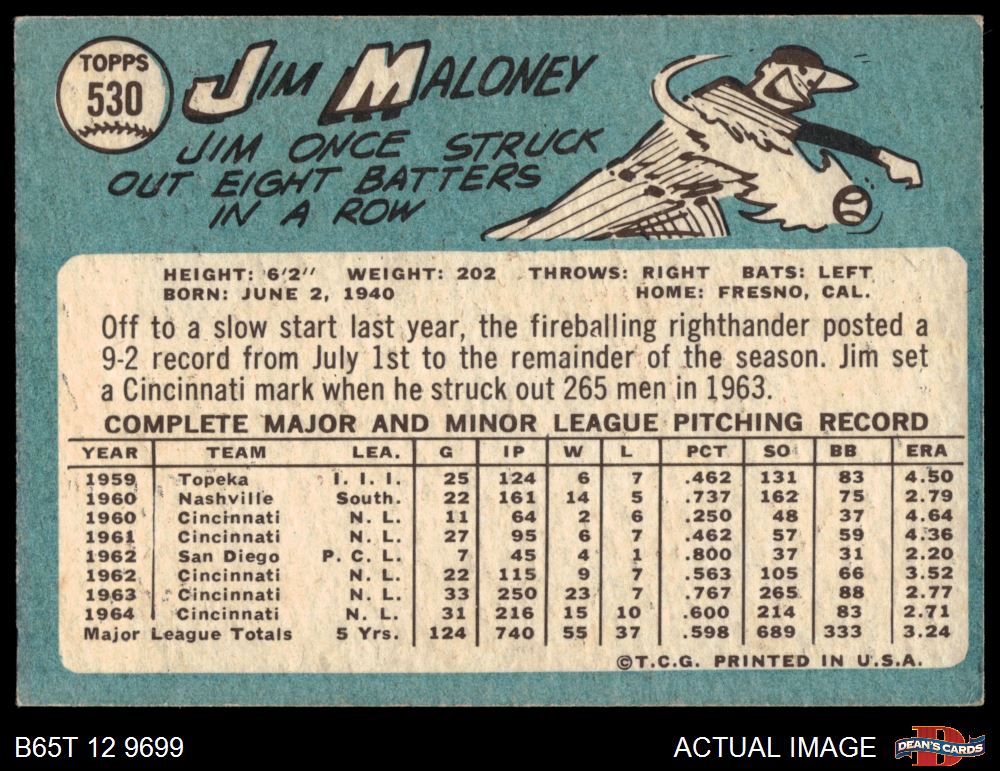 TOPPS
530
JIM MALONEY
JIM ONCE STRUCK
OUT EIGHT BATTERS
IN A ROW
HEIGHT: 6'2" WEIGHT: 202 THROWS: RIGHT BATS: LEFT
BORN: JUNE 2, 1940 HOME: FRESNO, CAL.
Off to a slow start last year, the fireballing righthander posted a
9-2 record from July 1st to the remainder of the season. Jim set
a Cincinnati mark when he struck out 265 men in 1963.
COMPLETE MAJOR AND MINOR LEAGUE PITCHING RECORD
YEAR TEAM LEA. G IP W L PCT SO BB ERA
1959 Topeka I. I. I. 25 124 6 7 .462 131 83 4.50
1960 Nashville South. 22 161 14 5 .737 162 75 2.79
1960 Cincinnati N. L. 11 64 2 6 .250 48 37 4.64
1961 Cincinnati N. L. 27 95 6 7 .462 57 59 4.36
1962 San Diego P. C. L. 7 45 4 1 .800 37 31 2.20
1962 Cincinnati N. L. 22 115 9 7 .563 105 66 3.52
1963 Cincinnati N. L. 33 250 23 7 .767 265 88 2.77
1964 Cincinnati N. L. 31 216 15 10 .600 214 83 2.71
Major League Totals 5 Yrs. 124 740 55 37 .598 689 333 3.24
©T.C.G. PRINTED IN U.S.A.
B65T 12 9699 ACTUAL IMAGE DEAN'S CARDS